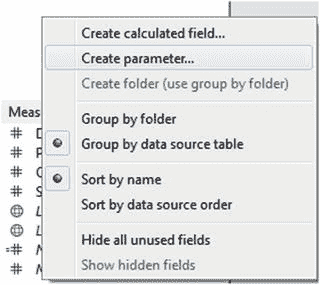 Create calculated field...
Create parameter...
Create folder (use group by folder)
Group by folder
Group by data source table
Sort by name
Sort by data source order
Hide all unused fields
Show hidden fields
Meas